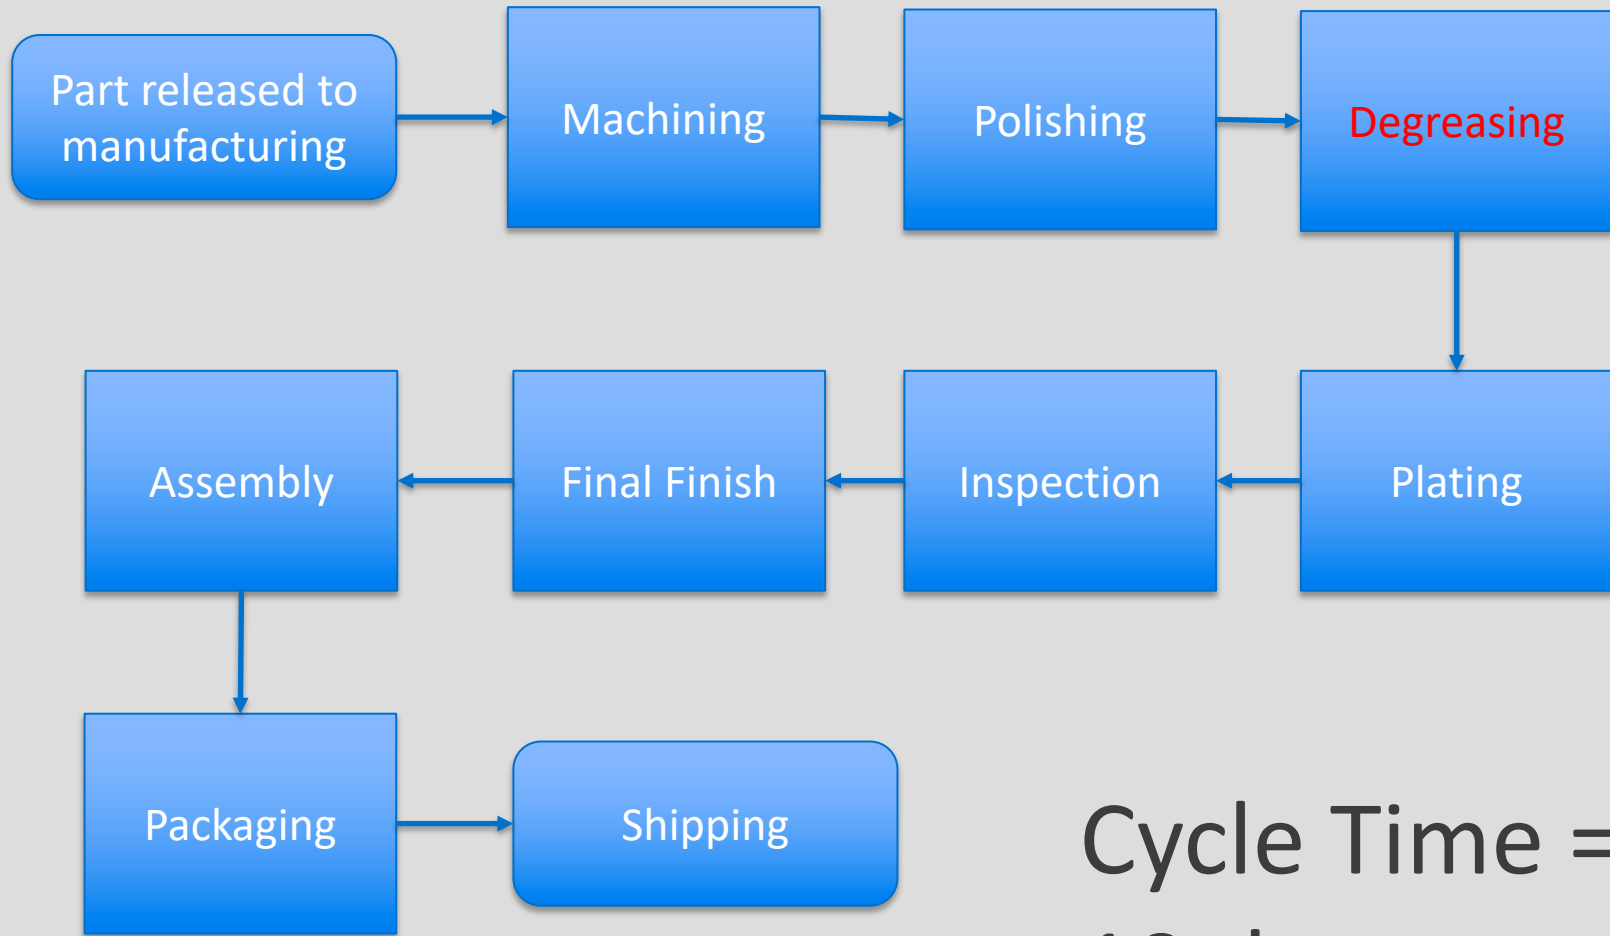 Part released to
manufacturing
Machining
Polishing
Degreasing
Plating
Inspection
Final Finish
Assembly
Packaging
Shipping
Cycle Time =